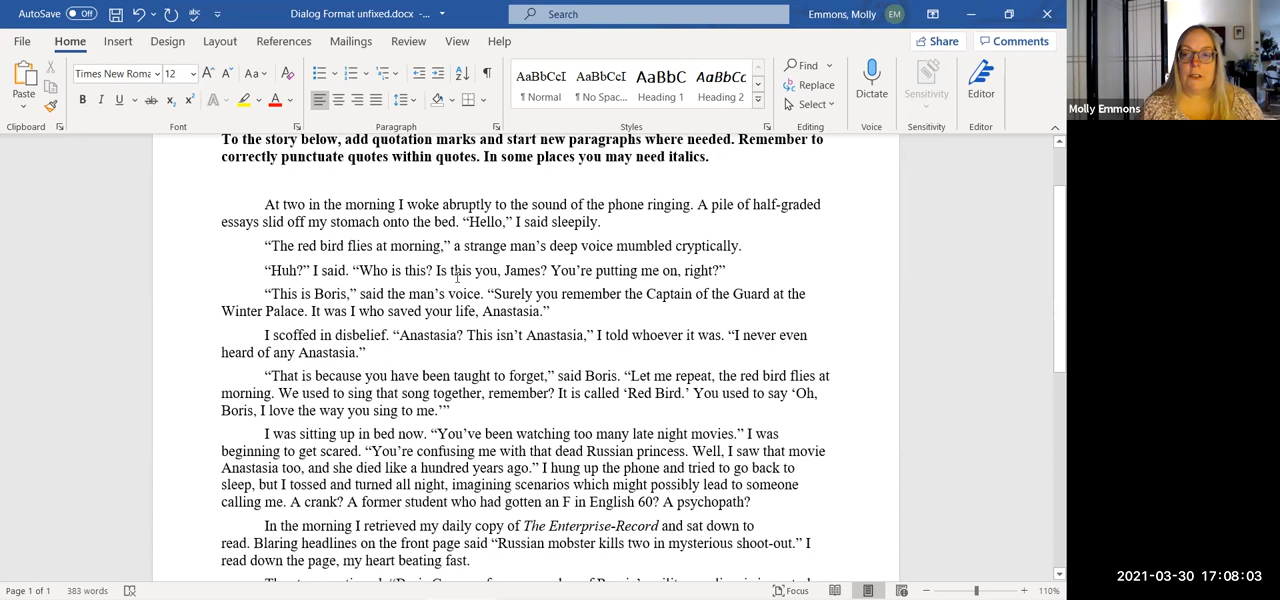 AutoSave Off Dialog Format unfixed.docx -... Search Emmons, Molly EM
File Home Insert Design Layout References Mailings Review View Help Share Comments
Times New Roma 12 Aa AaBbCcI AaBbCcI AaBbC AaBbCc Find
Paste B I U ab x₂ x² A A ¶ Normal ¶ No Spac... Heading 1 Heading 2 Replace Select Dictate Sensitivity Editor
Clipboard Font Paragraph Styles Editing Voice Sensitivity Editor
Molly Emmons
To the story below, add quotation marks and start new paragraphs where needed. Remember to
correctly punctuate quotes within quotes. In some places you may need italics.
At two in the morning I woke abruptly to the sound of the phone ringing. A pile of half-graded
essays slid off my stomach onto the bed. “Hello,” I said sleepily.
“The red bird flies at morning,” a strange man’s deep voice mumbled cryptically.
“Huh?” I said. “Who is this? Is this you, James? You’re putting me on, right?”
“This is Boris,” said the man’s voice. “Surely you remember the Captain of the Guard at the
Winter Palace. It was I who saved your life, Anastasia.”
I scoffed in disbelief. “Anastasia? This isn’t Anastasia,” I told whoever it was. “I never even
heard of any Anastasia.”
“That is because you have been taught to forget,” said Boris. “Let me repeat, the red bird flies at
morning. We used to sing that song together, remember? It is called ‘Red Bird.’ You used to say ‘Oh,
Boris, I love the way you sing to me.’”
I was sitting up in bed now. “You’ve been watching too many late night movies.” I was
beginning to get scared. “You’re confusing me with that dead Russian princess. Well, I saw that movie
Anastasia too, and she died like a hundred years ago.” I hung up the phone and tried to go back to
sleep, but I tossed and turned all night, imagining scenarios which might possibly lead to someone
calling me. A crank? A former student who had gotten an F in English 60? A psychopath?
In the morning I retrieved my daily copy of The Enterprise-Record and sat down to
read. Blaring headlines on the front page said “Russian mobster kills two in mysterious shoot-out.” I
read down the page, my heart beating fast.
2021-03-30 17:08:03
Page 1 of 1 383 words Focus 110%